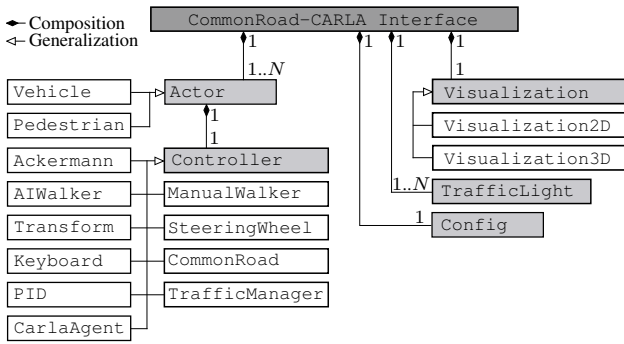 CommonRoad-CARLA Interface
Composition
Generalization
1 1 1 1
1..N 1
Vehicle Actor Visualization
Pedestrian 1 Visualization2D
1
Ackermann Controller Visualization3D
AIWalker ManualWalker 1..N TrafficLight
Transform SteeringWheel 1 Config
Keyboard CommonRoad
PID TrafficManager
CarlaAgent